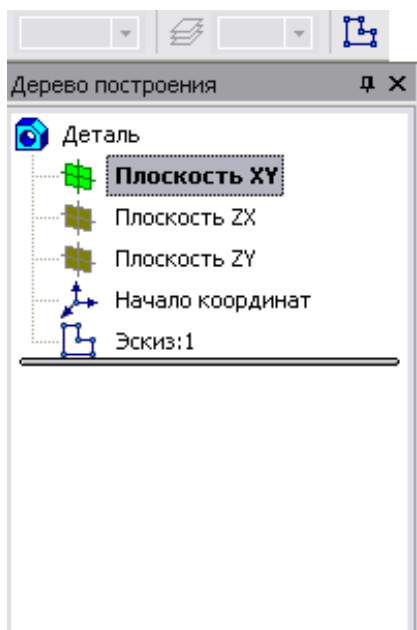 Дерево построения
Деталь
Плоскость XY
Плоскость ZX
Плоскость ZY
Начало координат
Эскиз:1